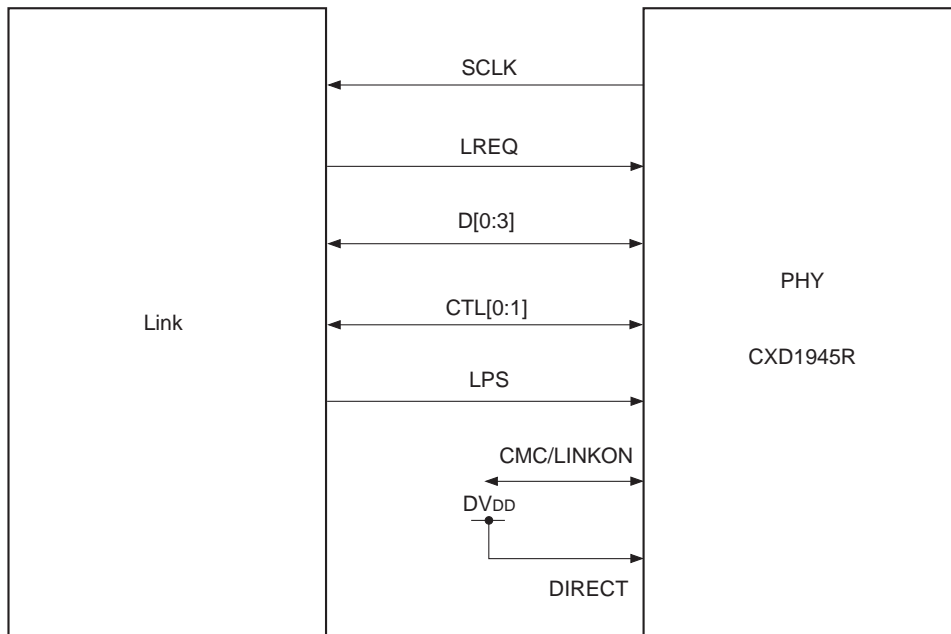 SCLK
LREQ
D[0:3]
PHY
CTL[0:1]
Link
CXD1945R
LPS
CMC/LINKON
DVDD
DIRECT